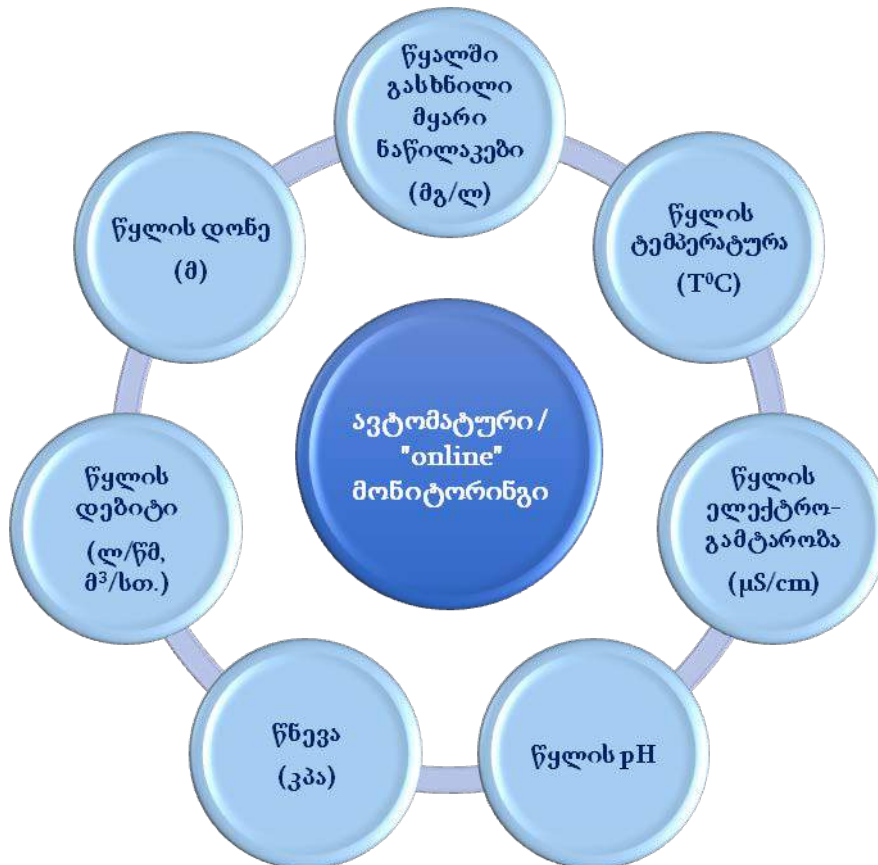 წყალში
გასხნილი
მყარი
ნაწილაკები
(მგ/ლ)
წყლის
ტემპერატურა
(T⁰C)
წყლის
ელექტრო-
გამტარობა
(µS/cm)
წყლის pH
წნევა
(კპა)
წყლის
დებიტი
(ლ/წმ,
მ³/სთ.)
წყლის დონე
(მ)
ავტომატური /
"online"
მონიტორინგი